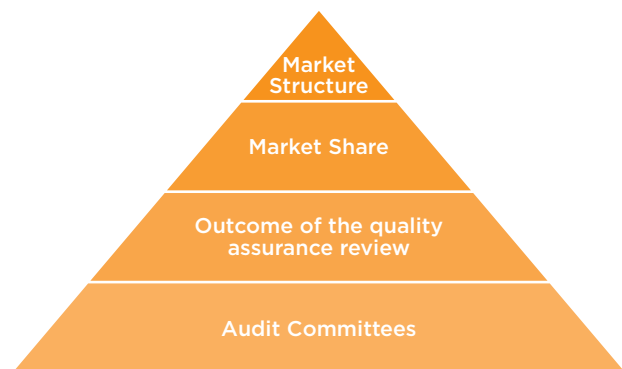 Market
Structure
Market Share
Outcome of the quality
assurance review
Audit Committees